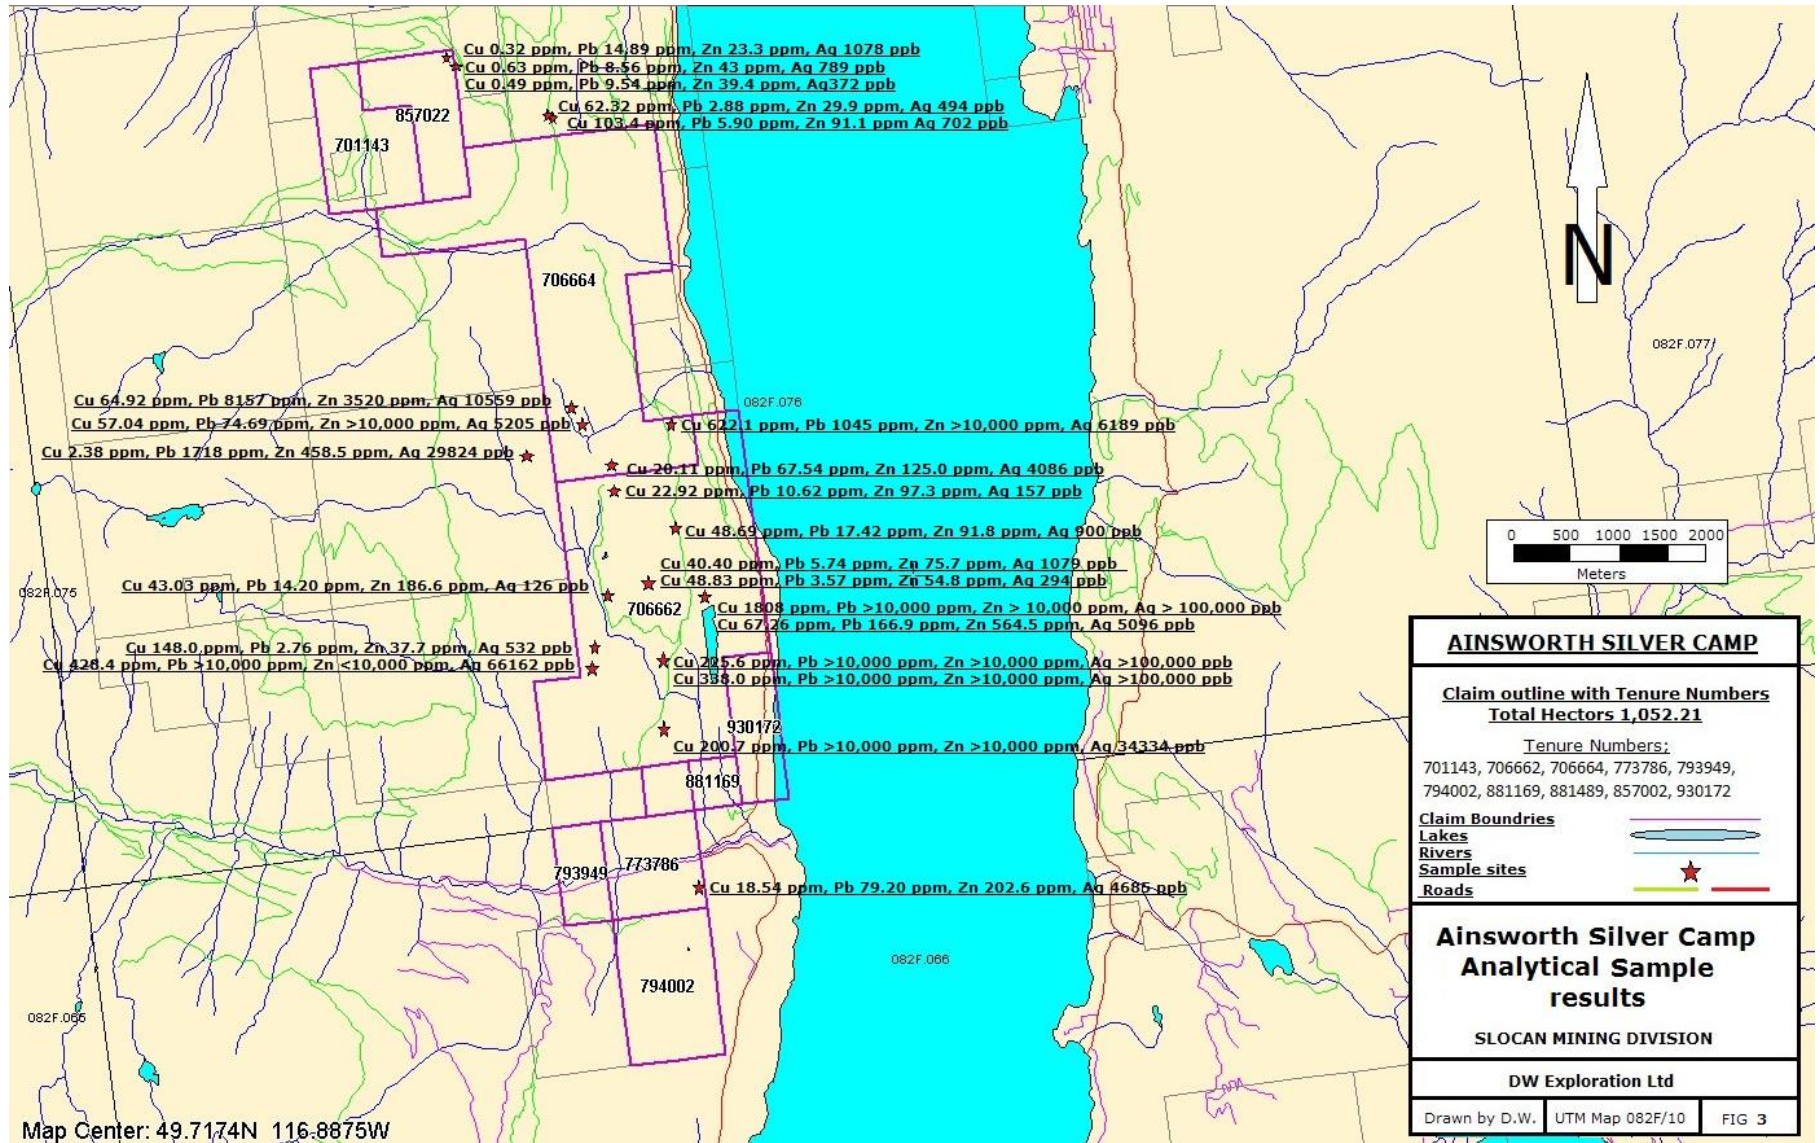 Cu 0.32 ppm, Pb 14.89 ppm, Zn 23.3 ppm, Ag 1078 ppb
Cu 0.63 ppm, Pb 8.56 ppm, Zn 43 ppm, Ag 789 ppb
Cu 0.49 ppm, Pb 9.54 ppm, Zn 39.4 ppm, Ag372 ppb
Cu 62.32 ppm, Pb 2.88 ppm, Zn 29.9 ppm, Ag 494 ppb
Cu 103.4 ppm, Pb 5.90 ppm, Zn 91.1 ppm Ag 702 ppb
857022
701143
706664
N
082F.077
Cu 64.92 ppm, Pb 8157 ppm, Zn 3520 ppm, Ag 10559 ppb
082F.076
Cu 57.04 ppm, Pb 74.69 ppm, Zn >10,000 ppm, Ag 5205 ppb
Cu 622.1 ppm, Pb 1045 ppm, Zn >10,000 ppm, Ag 6189 ppb
Cu 2.38 ppm, Pb 1718 ppm, Zn 458.5 ppm, Ag 29824 ppb
Cu 20.11 ppm, Pb 67.54 ppm, Zn 125.0 ppm, Ag 4086 ppb
Cu 22.92 ppm, Pb 10.62 ppm, Zn 97.3 ppm, Ag 157 ppb
Cu 48.69 ppm, Pb 17.42 ppm, Zn 91.8 ppm, Ag 900 ppb
0 500 1000 1500 2000
Meters
Cu 40.40 ppm, Pb 5.74 ppm, Zn 75.7 ppm, Ag 1079 ppb
Cu 48.83 ppm, Pb 3.57 ppm, Zn 54.8 ppm, Ag 294 ppb
Cu 43.03 ppm, Pb 14.20 ppm, Zn 186.6 ppm, Ag 126 ppb
082F.075
706662
Cu 1808 ppm, Pb >10,000 ppm, Zn > 10,000 ppm, Ag > 100,000 ppb
Cu 67.26 ppm, Pb 166.9 ppm, Zn 564.5 ppm, Ag 5096 ppb
Cu 148.0 ppm, Pb 2.76 ppm, Zn 37.7 ppm, Ag 532 ppb
Cu 428.4 ppm, Pb >10,000 ppm, Zn <10,000 ppm, Ag 66162 ppb
Cu 225.6 ppm, Pb >10,000 ppm, Zn >10,000 ppm, Ag >100,000 ppb
Cu 338.0 ppm, Pb >10,000 ppm, Zn >10,000 ppm, Ag >100,000 ppb
930172
Cu 200.7 ppm, Pb >10,000 ppm, Zn >10,000 ppm, Ag 34334 ppb
881169
793949
773786
Cu 18.54 ppm, Pb 79.20 ppm, Zn 202.6 ppm, Ag 4685 ppb
082F.066
794002
082F.065
Map Center: 49.7174N 116.8875W
AINSWORTH SILVER CAMP
Claim outline with Tenure Numbers
Total Hectors 1,052.21
Tenure Numbers;
701143, 706662, 706664, 773786, 793949,
794002, 881169, 881489, 857002, 930172
Claim Boundries
Lakes
Rivers
Sample sites
Roads
Ainsworth Silver Camp
Analytical Sample
results
SLOCAN MINING DIVISION
DW Exploration Ltd
Drawn by D.W. UTM Map 082F/10 FIG 3